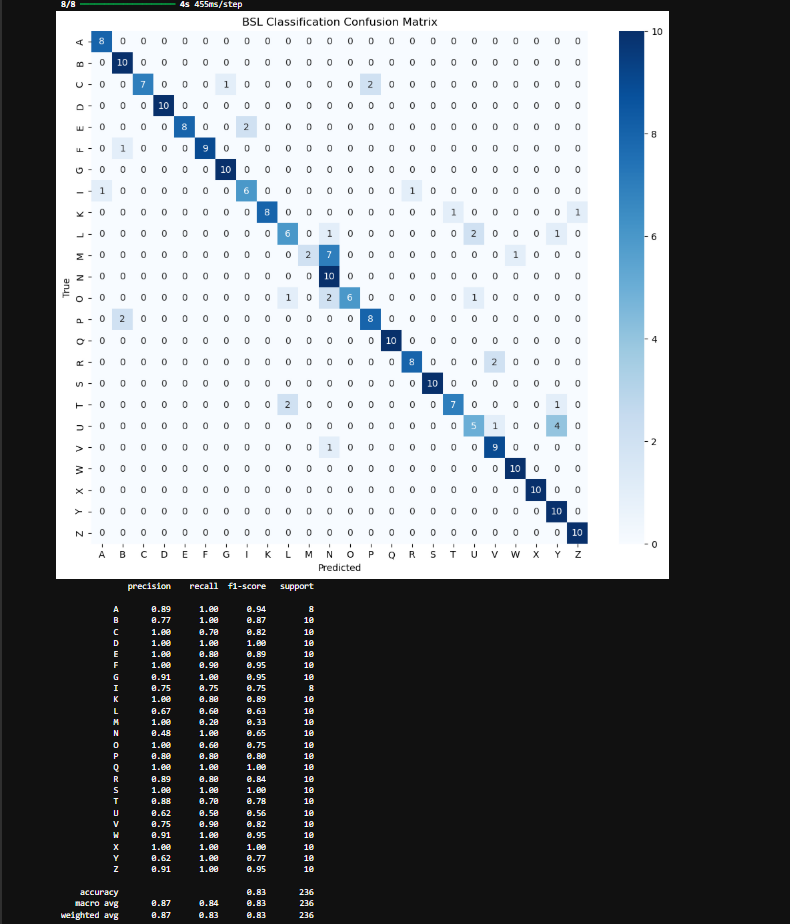 8/8 4s 455ms/step
BSL Classification Confusion Matrix
A 8 0 0 0 0 0 0 0 0 0 0 0 0 0 0 0 0 0 0 0 0 0 0 0
B 0 10 0 0 0 0 0 0 0 0 0 0 0 0 0 0 0 0 0 0 0 0 0 0
C 0 0 7 0 0 0 1 0 0 0 0 0 0 2 0 0 0 0 0 0 0 0 0 0
D 0 0 0 10 0 0 0 0 0 0 0 0 0 0 0 0 0 0 0 0 0 0 0 0
E 0 0 0 0 8 0 0 2 0 0 0 0 0 0 0 0 0 0 0 0 0 0 0 0
F 0 1 0 0 0 9 0 0 0 0 0 0 0 0 0 0 0 0 0 0 0 0 0 0
G 0 0 0 0 0 0 10 0 0 0 0 0 0 0 0 0 0 0 0 0 0 0 0 0
I 1 0 0 0 0 0 0 6 0 0 0 0 0 0 0 1 0 0 0 0 0 0 0 0
K 0 0 0 0 0 0 0 0 8 0 0 0 0 0 0 0 0 1 0 0 0 0 0 1
L 0 0 0 0 0 0 0 0 0 6 0 1 0 0 0 0 0 0 2 0 0 0 1 0
M 0 0 0 0 0 0 0 0 0 0 2 7 0 0 0 0 0 0 0 0 1 0 0 0
N 0 0 0 0 0 0 0 0 0 0 0 10 0 0 0 0 0 0 0 0 0 0 0 0
O 0 0 0 0 0 0 0 0 0 1 0 2 6 0 0 0 0 0 1 0 0 0 0 0
P 0 2 0 0 0 0 0 0 0 0 0 0 0 8 0 0 0 0 0 0 0 0 0 0
Q 0 0 0 0 0 0 0 0 0 0 0 0 0 0 10 0 0 0 0 0 0 0 0 0
R 0 0 0 0 0 0 0 0 0 0 0 0 0 0 0 8 0 0 0 2 0 0 0 0
S 0 0 0 0 0 0 0 0 0 0 0 0 0 0 0 0 10 0 0 0 0 0 0 0
T 0 0 0 0 0 0 0 0 0 2 0 0 0 0 0 0 0 7 0 0 0 0 1 0
U 0 0 0 0 0 0 0 0 0 0 0 0 0 0 0 0 0 0 5 1 0 0 4 0
V 0 0 0 0 0 0 0 0 0 0 0 1 0 0 0 0 0 0 0 9 0 0 0 0
W 0 0 0 0 0 0 0 0 0 0 0 0 0 0 0 0 0 0 0 0 10 0 0 0
X 0 0 0 0 0 0 0 0 0 0 0 0 0 0 0 0 0 0 0 0 0 10 0 0
Y 0 0 0 0 0 0 0 0 0 0 0 0 0 0 0 0 0 0 0 0 0 0 10 0
Z 0 0 0 0 0 0 0 0 0 0 0 0 0 0 0 0 0 0 0 0 0 0 0 10
A B C D E F G I K L M N O P Q R S T U V W X Y Z
True
Predicted
10
8
6
4
2
0
precision recall f1-score support
A 0.89 1.00 0.94 8
B 0.77 1.00 0.87 10
C 1.00 0.70 0.82 10
D 1.00 1.00 1.00 10
E 1.00 0.80 0.89 10
F 1.00 0.90 0.95 10
G 0.91 1.00 0.95 10
I 0.75 0.75 0.75 8
K 1.00 0.80 0.89 10
L 0.67 0.60 0.63 10
M 1.00 0.20 0.33 10
N 0.48 1.00 0.65 10
O 1.00 0.60 0.75 10
P 0.80 0.80 0.80 10
Q 1.00 1.00 1.00 10
R 0.89 0.80 0.84 10
S 1.00 1.00 1.00 10
T 0.88 0.70 0.78 10
U 0.62 0.50 0.56 10
V 0.75 0.90 0.82 10
W 0.91 1.00 0.95 10
X 1.00 1.00 1.00 10
Y 0.62 1.00 0.77 10
Z 0.91 1.00 0.95 10
accuracy 0.83 236
macro avg 0.87 0.84 0.83 236
weighted avg 0.87 0.83 0.83 236